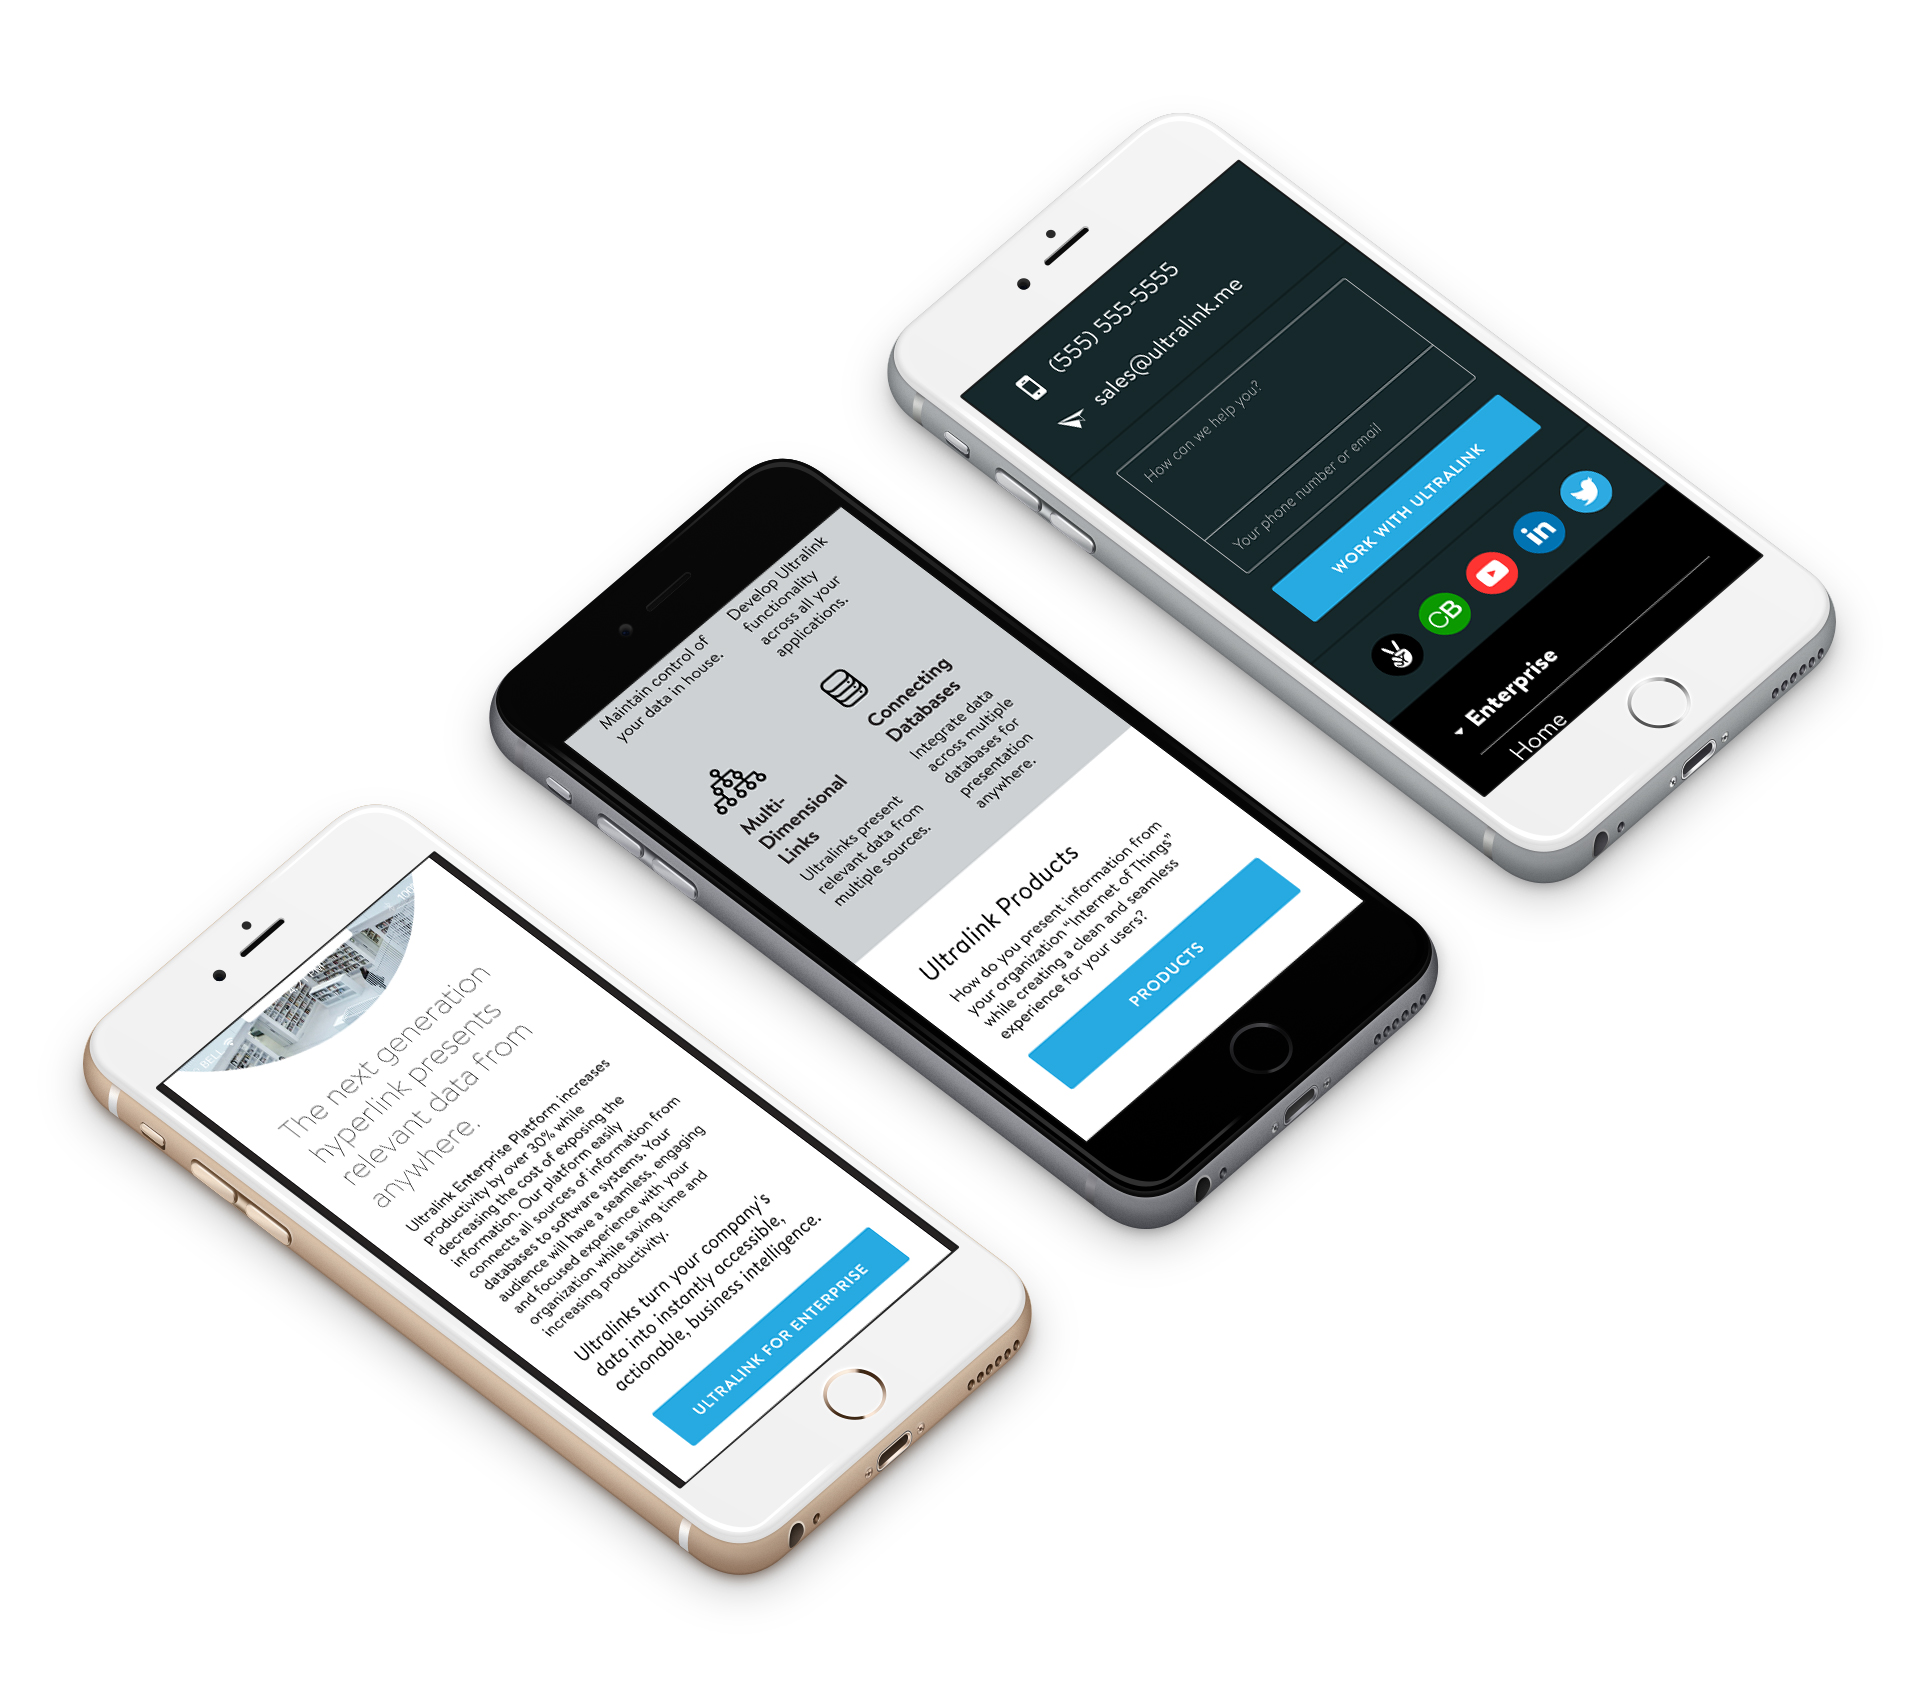 BELL
100
The next generation
hyperlink presents
relevant data from
anywhere.
Ultralink Enterprise Platform increases
productivity by over 30% while
decreasing the cost of exposing the
information. Our platform easily
connects all sources of information from
databases to software systems. Your
audience will have a seamless, engaging
and focused experience with your
organization while saving time and
increasing productivity.
Ultralinks turn your company's
data into instantly accessible,
actionable, business intelligence.
ULTRALINK FOR ENTERPRISE
Maintain control of
your data in house.
Develop Ultralink
functionality
across all your
applications.
Multi-
Dimensional
Links
Ultralinks present
relevant data from
multiple sources.
Connecting
Databases
Integrate data
across multiple
databases for
presentation
anywhere.
Ultralink Products
How do you present information from
your organization “Internet of Things”
while creating a clean and seamless
experience for your users?
PRODUCTS
(555) 555-5555
sales@ultralink.me
How can we help you?
Your phone number or email
WORK WITH ULTRALINK
CB
in
Enterprise
Home